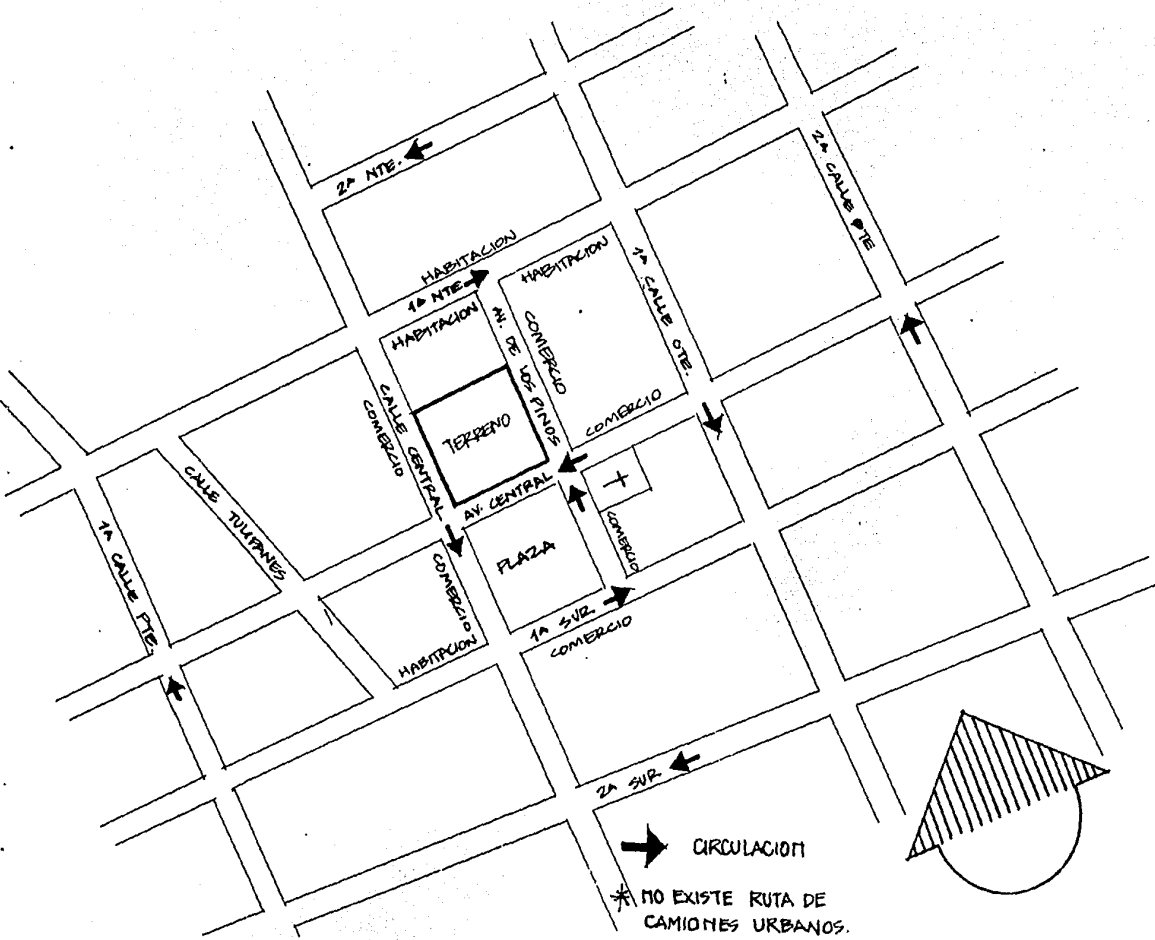 2A NTE.
2A CALLE PTE
HABITACION
HABITACION
1A NTE.
HABITACION
1A CALLE OTE.
AV. DE LOS PINOS
COMERCIO
CALLE CENTRAL
COMERCIO
TERRENO
COMERCIO
CALLE TULIPANES
AV. CENTRAL
1A CALLE PTE.
PLAZA
COMERCIO
COMERCIO
HABITACION
1A SUR
COMERCIO
2A SUR
CIRCULACION
* NO EXISTE RUTA DE
CAMIONES URBANOS.